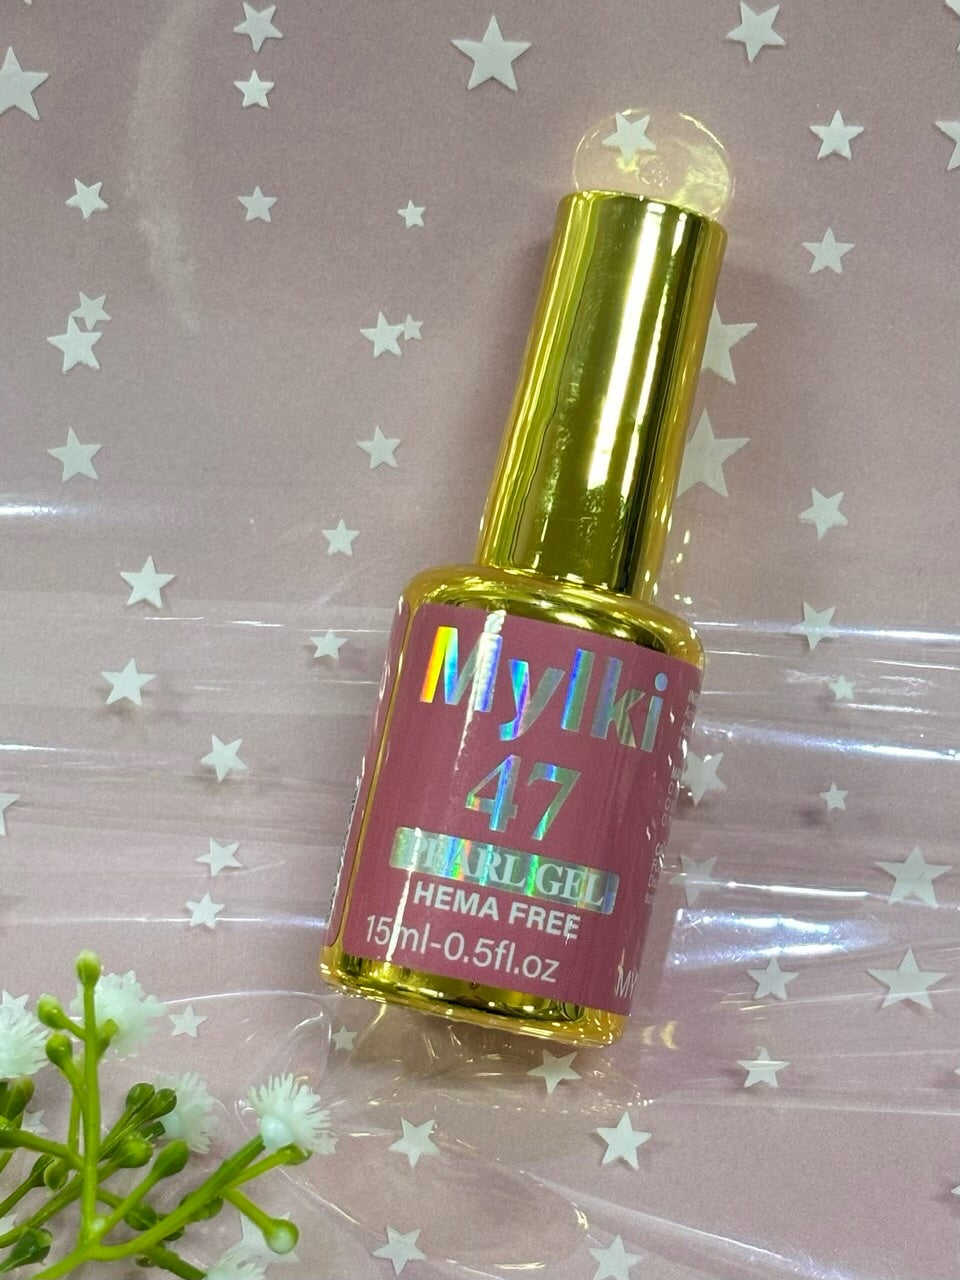 Mylki
47
PEARL GEL
HEMA FREE
15ml-0.5fl.oz